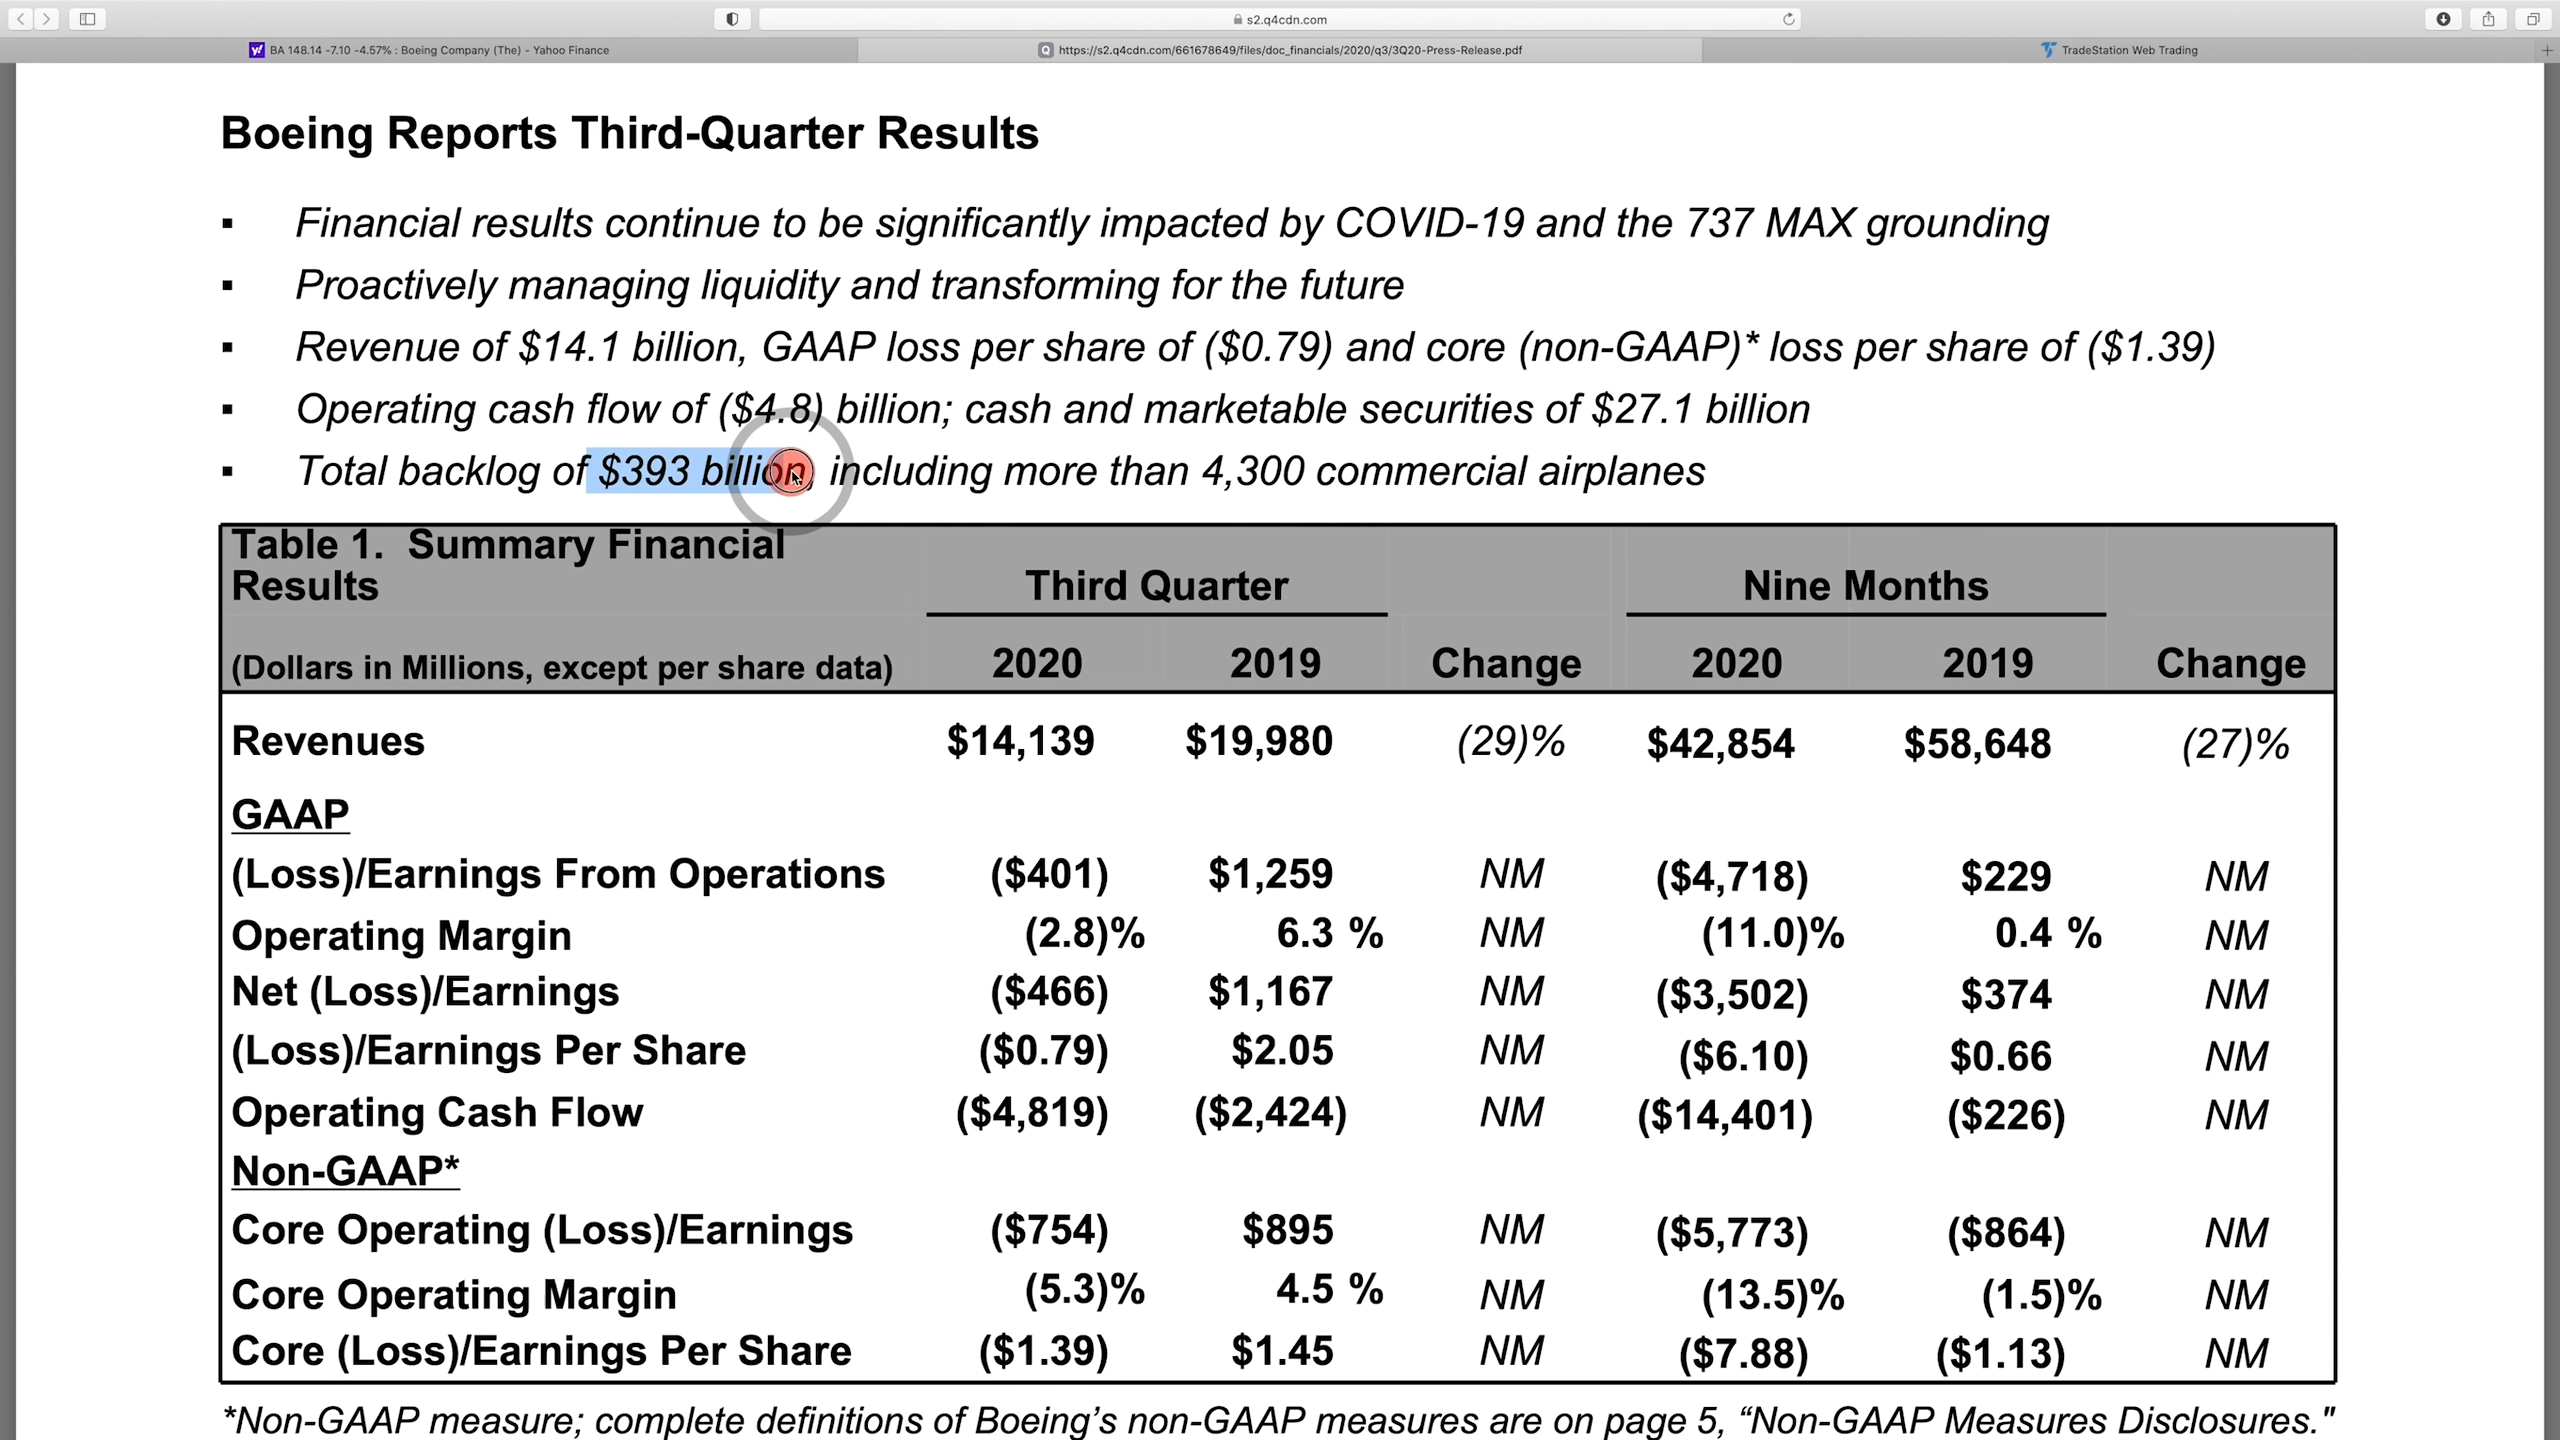 s2.q4cdn.com
BA 148.14 -7.10 -4.57% : Boeing Company (The) - Yahoo Finance
https://s2.q4cdn.com/661678649/files/doc_financials/2020/q3/3Q20-Press-Release.pdf
TradeStation Web Trading
Boeing Reports Third-Quarter Results
▪ Financial results continue to be significantly impacted by COVID-19 and the 737 MAX grounding
▪ Proactively managing liquidity and transforming for the future
▪ Revenue of $14.1 billion, GAAP loss per share of ($0.79) and core (non-GAAP)* loss per share of ($1.39)
▪ Operating cash flow of ($4.8) billion; cash and marketable securities of $27.1 billion
▪ Total backlog of $393 billion, including more than 4,300 commercial airplanes
Table 1. Summary Financial
Results Third Quarter Nine Months
(Dollars in Millions, except per share data) 2020 2019 Change 2020 2019 Change
Revenues $14,139 $19,980 (29)% $42,854 $58,648 (27)%
GAAP
(Loss)/Earnings From Operations ($401) $1,259 NM ($4,718) $229 NM
Operating Margin (2.8)% 6.3 % NM (11.0)% 0.4 % NM
Net (Loss)/Earnings ($466) $1,167 NM ($3,502) $374 NM
(Loss)/Earnings Per Share ($0.79) $2.05 NM ($6.10) $0.66 NM
Operating Cash Flow ($4,819) ($2,424) NM ($14,401) ($226) NM
Non-GAAP*
Core Operating (Loss)/Earnings ($754) $895 NM ($5,773) ($864) NM
Core Operating Margin (5.3)% 4.5 % NM (13.5)% (1.5)% NM
Core (Loss)/Earnings Per Share ($1.39) $1.45 NM ($7.88) ($1.13) NM
*Non-GAAP measure; complete definitions of Boeing’s non-GAAP measures are on page 5, “Non-GAAP Measures Disclosures."